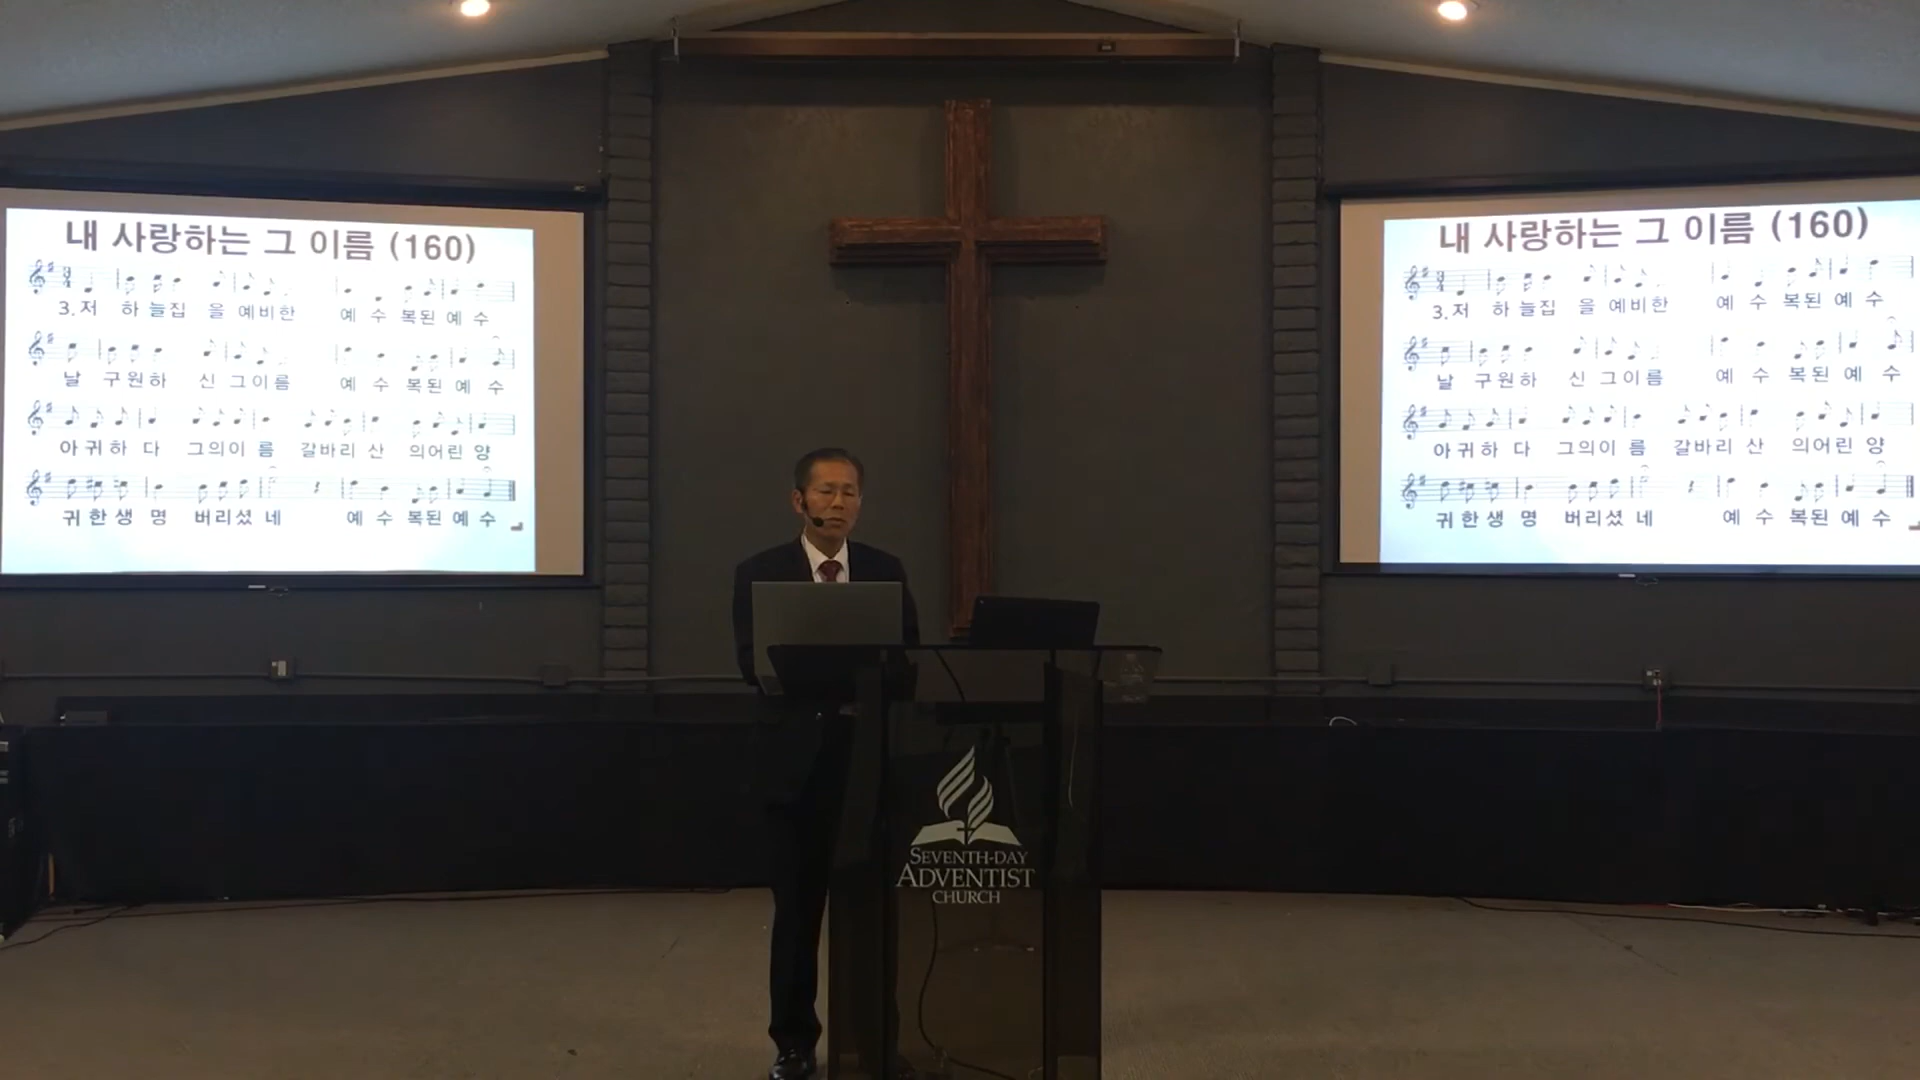 내 사랑하는 그 이름 (160)
3.저 하늘집 을 예비한 예 수 복된 예 수
날 구원하 신 그이름 예 수 복된 예 수
아귀하 다 그의이 름 갈바리 산 의어린 양
귀한생 명 버리셨 네 예 수 복된 예 수
내 사랑하는 그 이름 (160)
3.저 하늘집 을 예비한 예 수 복된 예 수
날 구원하 신 그이름 예 수 복된 예 수
아귀하 다 그의이 름 갈바리 산 의어린 양
귀한생 명 버리셨 네 예 수 복된 예 수
SEVENTH-DAY
ADVENTIST
CHURCH